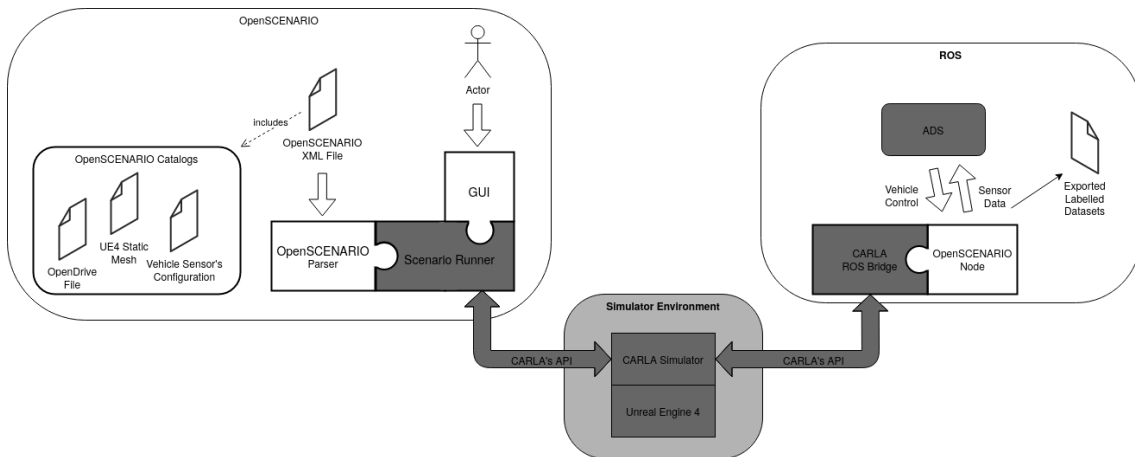 OpenSCENARIO
Actor
includes
OpenSCENARIO
XML File
OpenSCENARIO Catalogs
OpenDrive
File
UE4 Static
Mesh
Vehicle Sensor's
Configuration
GUI
OpenSCENARIO
Parser
Scenario Runner
CARLA's API
Simulator Environment
CARLA Simulator
Unreal Engine 4
CARLA's API
ROS
ADS
Vehicle
Control
Sensor
Data
Exported
Labelled
Datasets
CARLA
ROS Bridge
OpenSCENARIO
Node